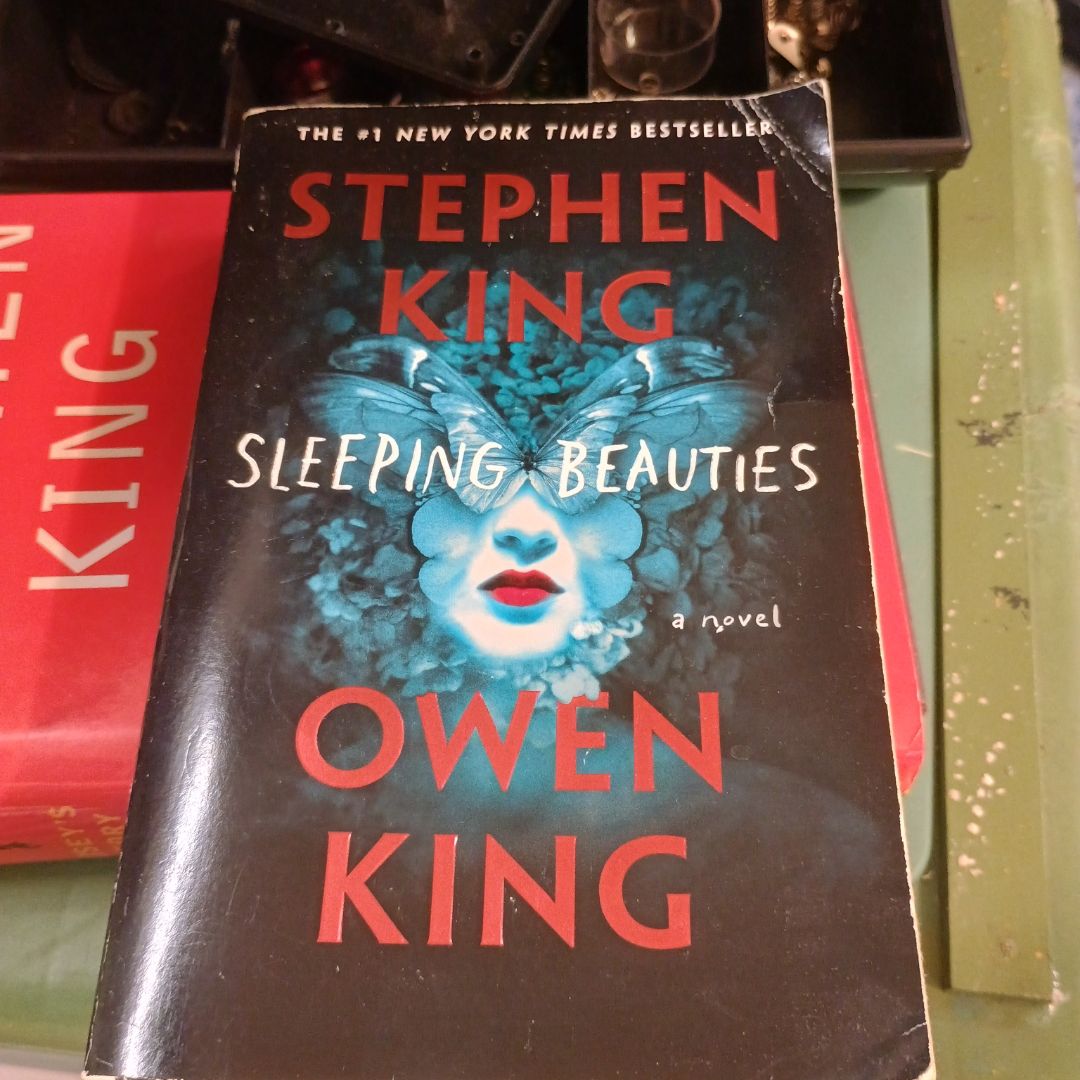 THE #1 NEW YORK TIMES BESTSELLER
STEPHEN
KING
SLEEPING BEAUTIES
a novel
OWEN
KING
KING